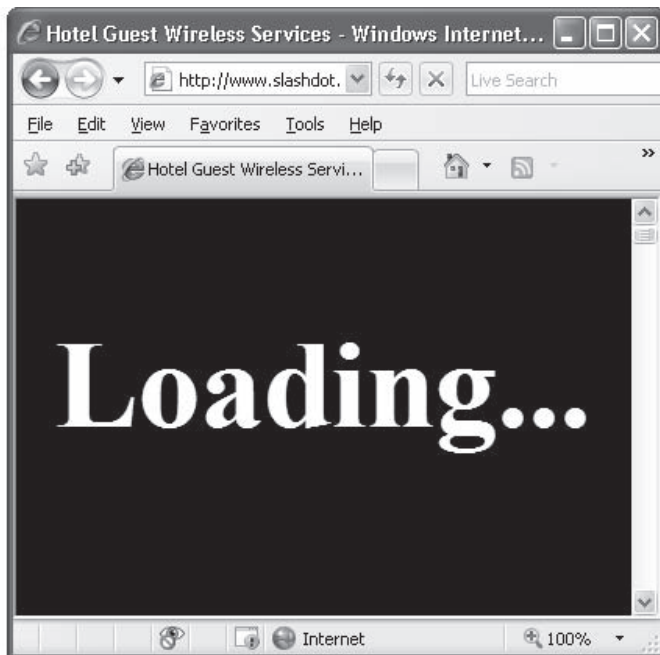 Hotel Guest Wireless Services - Windows Internet...
http://www.slashdot.
Live Search
File Edit View Favorites Tools Help
Hotel Guest Wireless Servi...
»
Loading...
Internet
100%